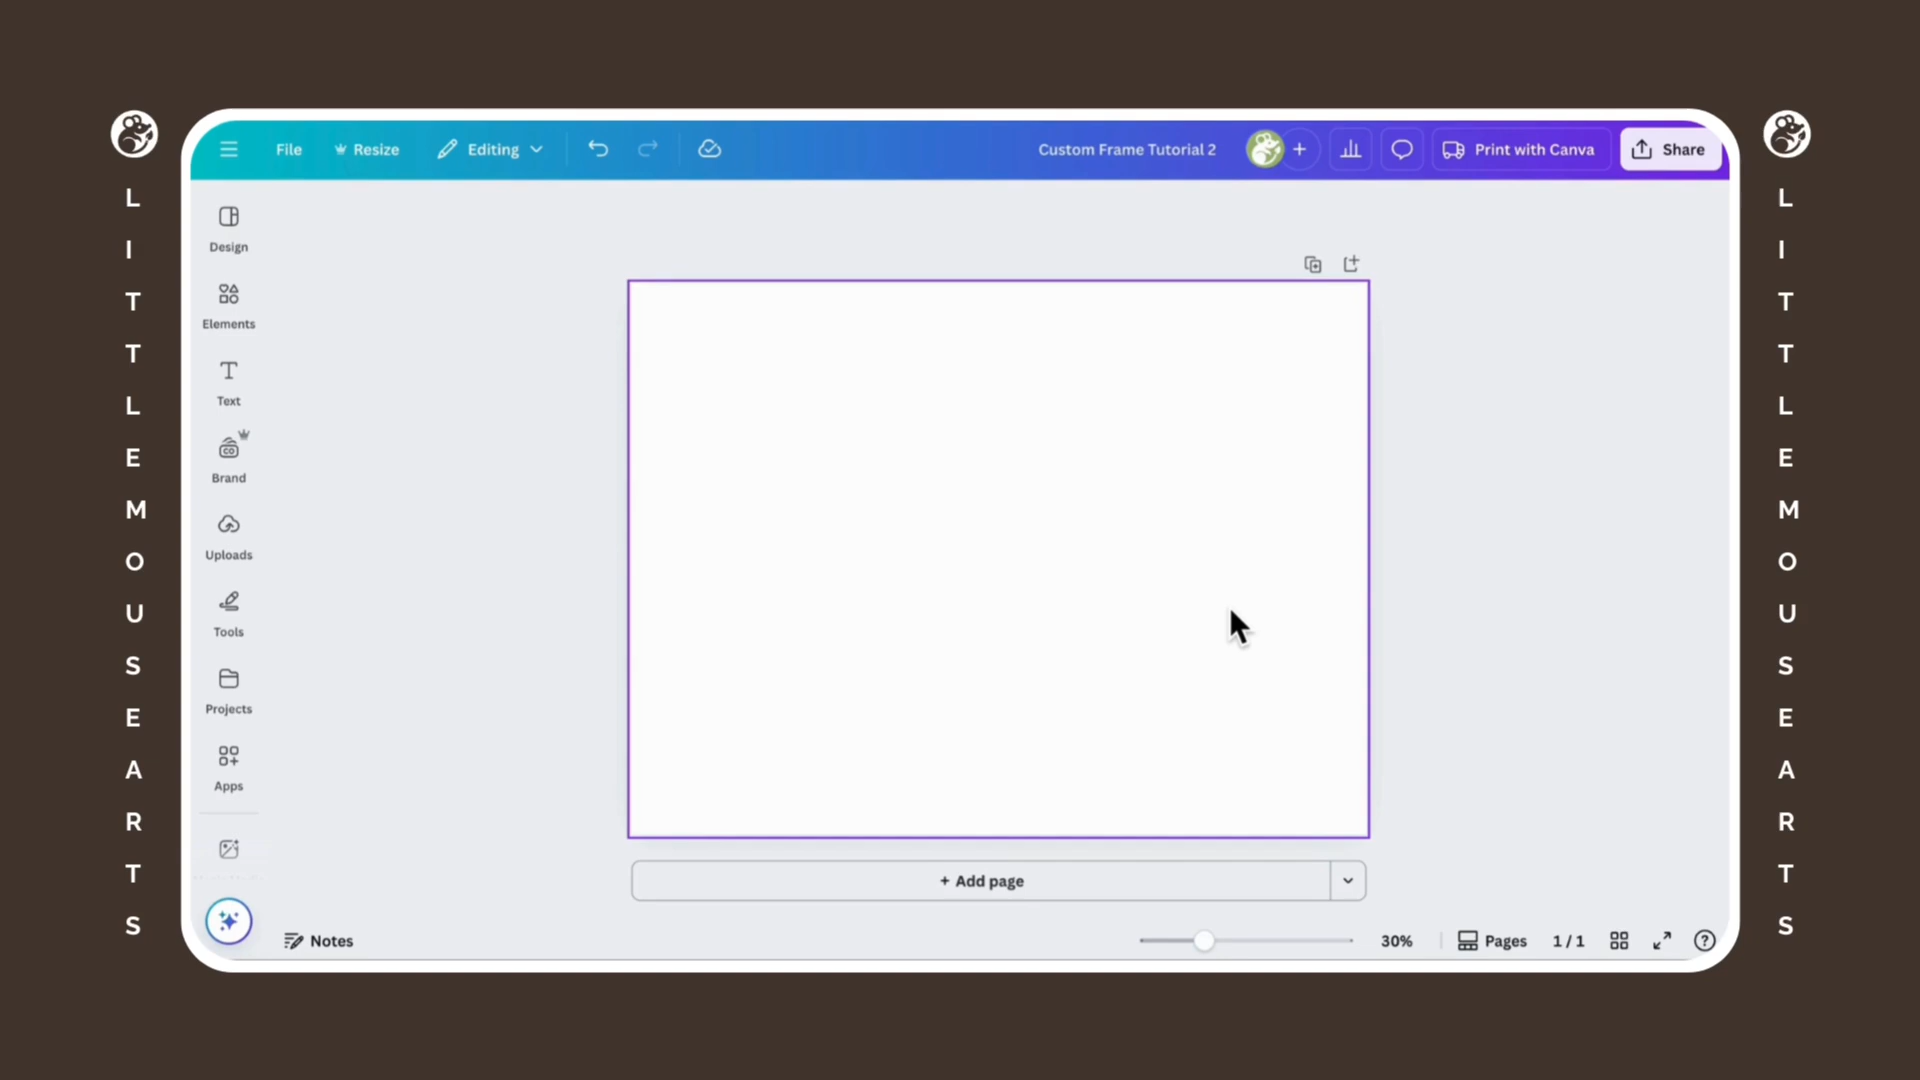 LITTLEMOUSEARTS
File
Resize
Editing
Custom Frame Tutorial 2
Print with Canva
Share
Design
Elements
Text
Brand
CO
Uploads
Tools
Projects
Apps
+ Add page
Notes
30%
Pages
1 / 1
LITTLEMOUSEARTS